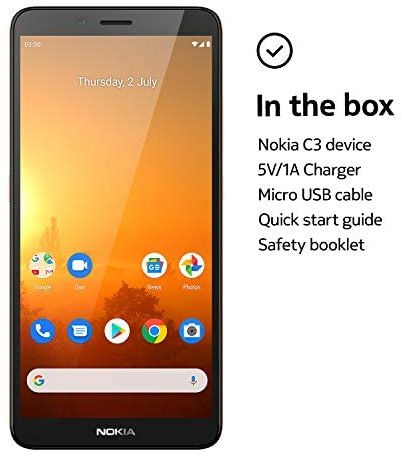 03:00
Thursday, 2 July
Google
Duo
News
Photos
NOKIA
In the box
Nokia C3 device
5V/1A Charger
Micro USB cable
Quick start guide
Safety booklet